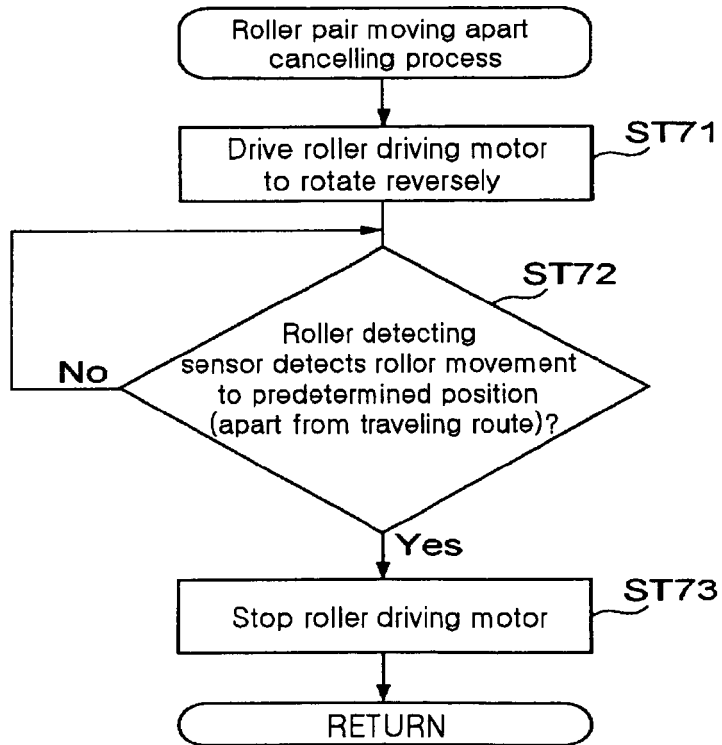 Roller pair moving apart
cancelling process
ST71
Drive roller driving motor
to rotate reversely
ST72
Roller detecting
sensor detects rollor movement
to predetermined position
(apart from traveling route)?
No
Yes
ST73
Stop roller driving motor
RETURN